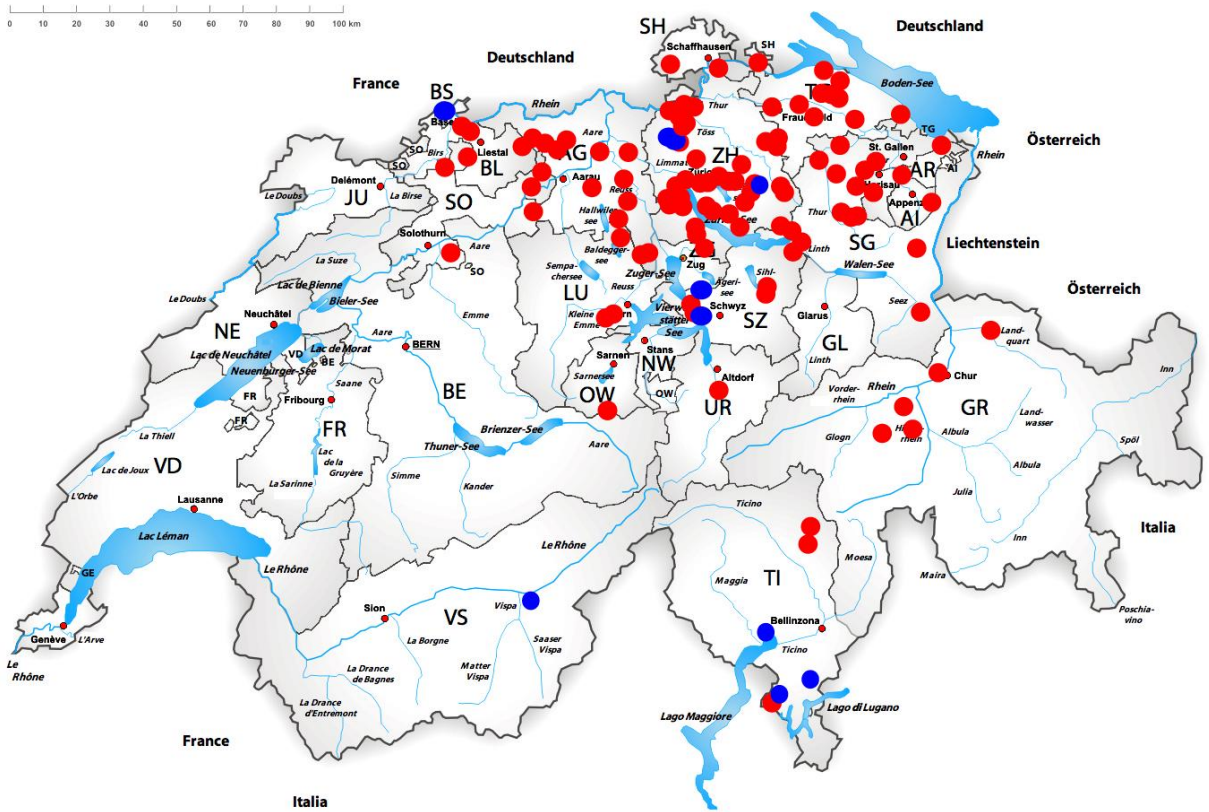 0 10 20 30 40 50 60 70 80 90 100 km
SH
Deutschland
Schaffhausen
SH
Deutschland
France
BS
Rhein
Thur
Boden-See
Frauenfeld
Aare
Töss
TG
Österreich
SO
Birs
Liestal
BL
AG
ZH
St. Gallen
Rhein
SO
Limmat
AR
AI
Delémont
Aarau
Reuss
Herisau
JU
La Birse
Appenzell
Le Doubs
SO
Hallwiler-
see
Thur
AI
Solothurn
Aare
Baldegger-
see
Zürich-See
SG
Liechtenstein
La Suze
SO
Sempa-
chersee
Zuger-See
Zug
Linth
Walen-See
Lac de Bienne
Reuss
Ägeri-
see
Sihl-
Österreich
Le Doubs
Bieler-See
LU
Seez
Neuchâtel
Emme
Kleine
Emme
Vierwald-
stätter-
See
Schwyz
SZ
Glarus
NE
Aare
BERN
Stans
GL
Land-
quart
Lac de Neuchâtel
VD
Lac de Morat
BE
Sarnen
NW
Linth
Inn
Neuenburger-See
Saane
Sarnersee
Altdorf
Rhein
Chur
FR
Fribourg
BE
OW
OW
UR
Vorder-
rhein
GR
FR
FR
Brienzer-See
Hinter-
rhein
Land-
wasser
La Thiell
Thuner-See
Aare
Glogn
Albula
Spöl
VD
Lac
de la
Gruyère
Lac de Joux
Simme
Albula
L'Orbe
La Sarinne
Kander
Julia
Lausanne
Ticino
Italia
Lac Léman
Le Rhône
Inn
Moesa
GE
Le Rhône
TI
Maira
Maggia
Sion
VS
Vispa
Poschia-
vino
Genève
L'Arve
Bellinzona
La Borgne
Saaser
Vispa
Ticino
Le
Rhône
La Drance
de Bagnes
Matter
Vispa
La Drance
d'Entremont
Lago Maggiore
Lago di Lugano
France
Italia